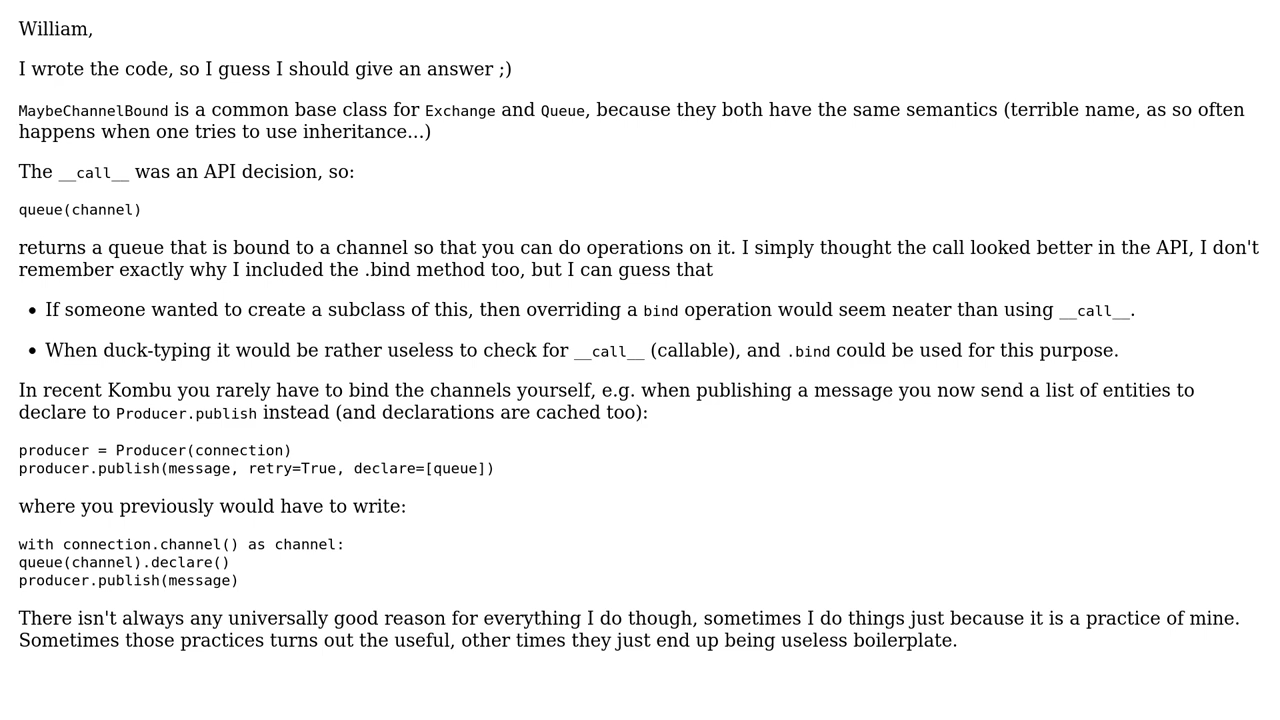 William,
I wrote the code, so I guess I should give an answer ;)
MaybeChannelBound is a common base class for Exchange and Queue, because they both have the same semantics (terrible name, as so often
happens when one tries to use inheritance...)
The __call__ was an API decision, so:
queue(channel)
returns a queue that is bound to a channel so that you can do operations on it. I simply thought the call looked better in the API, I don't
remember exactly why I included the .bind method too, but I can guess that
• If someone wanted to create a subclass of this, then overriding a bind operation would seem neater than using __call__.
• When duck-typing it would be rather useless to check for __call__ (callable), and .bind could be used for this purpose.
In recent Kombu you rarely have to bind the channels yourself, e.g. when publishing a message you now send a list of entities to
declare to Producer.publish instead (and declarations are cached too):
producer = Producer(connection)
producer.publish(message, retry=True, declare=[queue])
where you previously would have to write:
with connection.channel() as channel:
queue(channel).declare()
producer.publish(message)
There isn't always any universally good reason for everything I do though, sometimes I do things just because it is a practice of mine.
Sometimes those practices turns out the useful, other times they just end up being useless boilerplate.